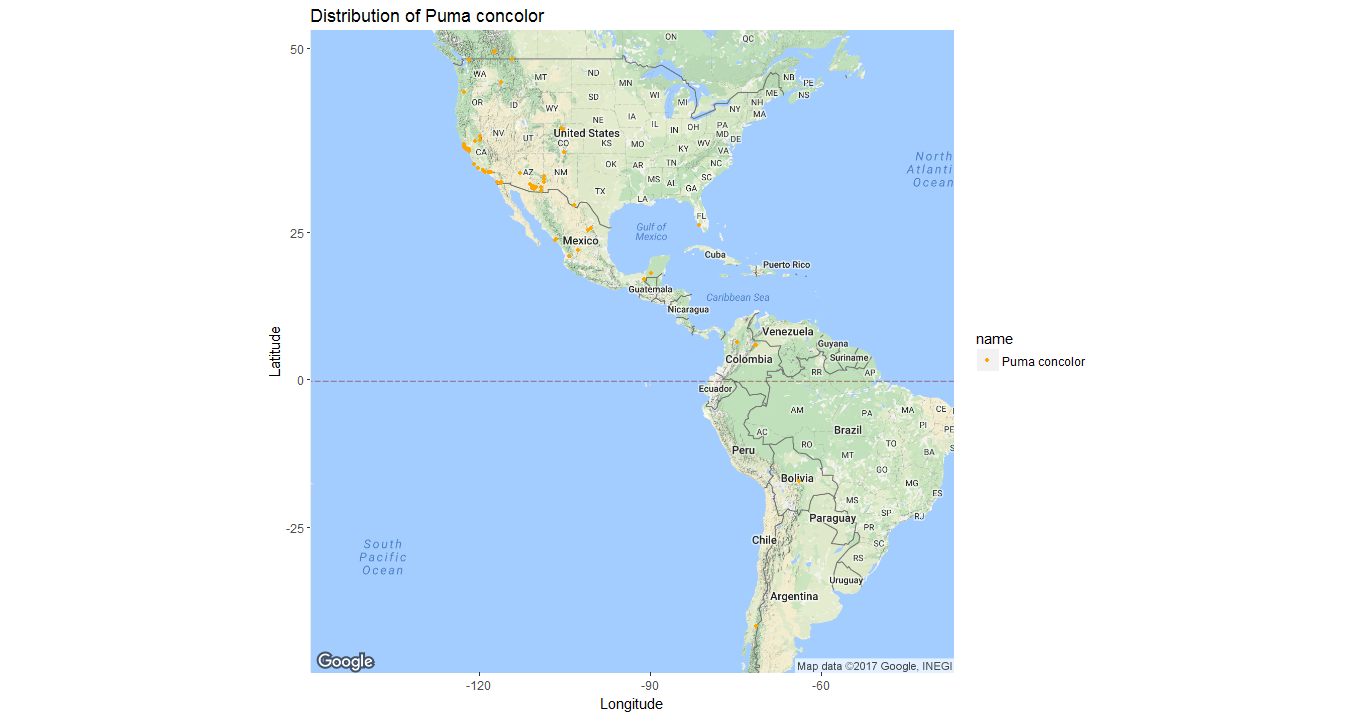 Distribution of Puma concolor
50
25
0
-25
Latitude
ON
QC
WA
MT
ND
MN
NB
PE
NS
OR
ID
SD
WI
MI
ME
NH
NY
MA
WY
NE
IA
IL
IN
OH
PA
MD
DE
NV
UT
United States
CO
KS
MO
KY
WV
VA
CA
AZ
NM
OK
AR
TN
NC
MS
AL
GA
SC
TX
LA
FL
North
Atlanti
Ocean
Gulf of
Mexico
Mexico
Cuba
Puerto Rico
Guatemala
Caribbean Sea
Nicaragua
Venezuela
Guyana
Suriname
Colombia
RR
AP
Ecuador
AM
PA
MA
CE
PI
PE
AC
Brazil
RO
TO
Peru
MT
BA
S
GO
Bolivia
MG
ES
MS
Paraguay
SP
RJ
PR
Chile
SC
RS
Uruguay
Argentina
South
Pacific
Ocean
Google
Map data ©2017 Google, INEGI
-120
-90
-60
Longitude
name
Puma concolor